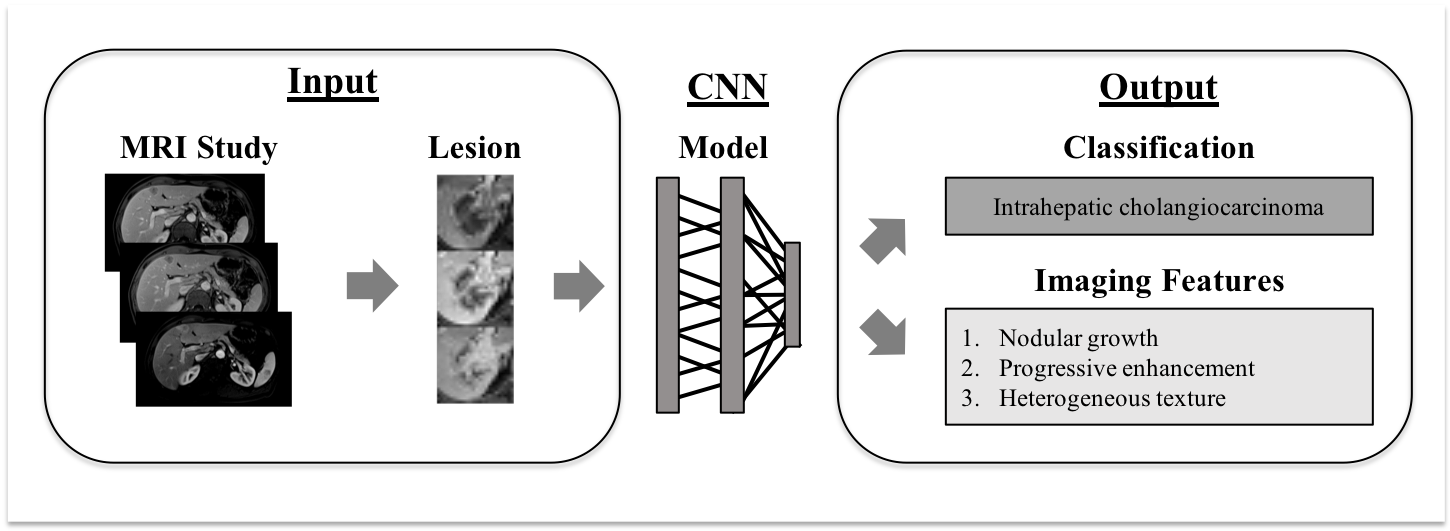 Input
MRI Study
Lesion
CNN
Model
Output
Classification
Intrahepatic cholangiocarcinoma
Imaging Features
1. Nodular growth
2. Progressive enhancement
3. Heterogeneous texture